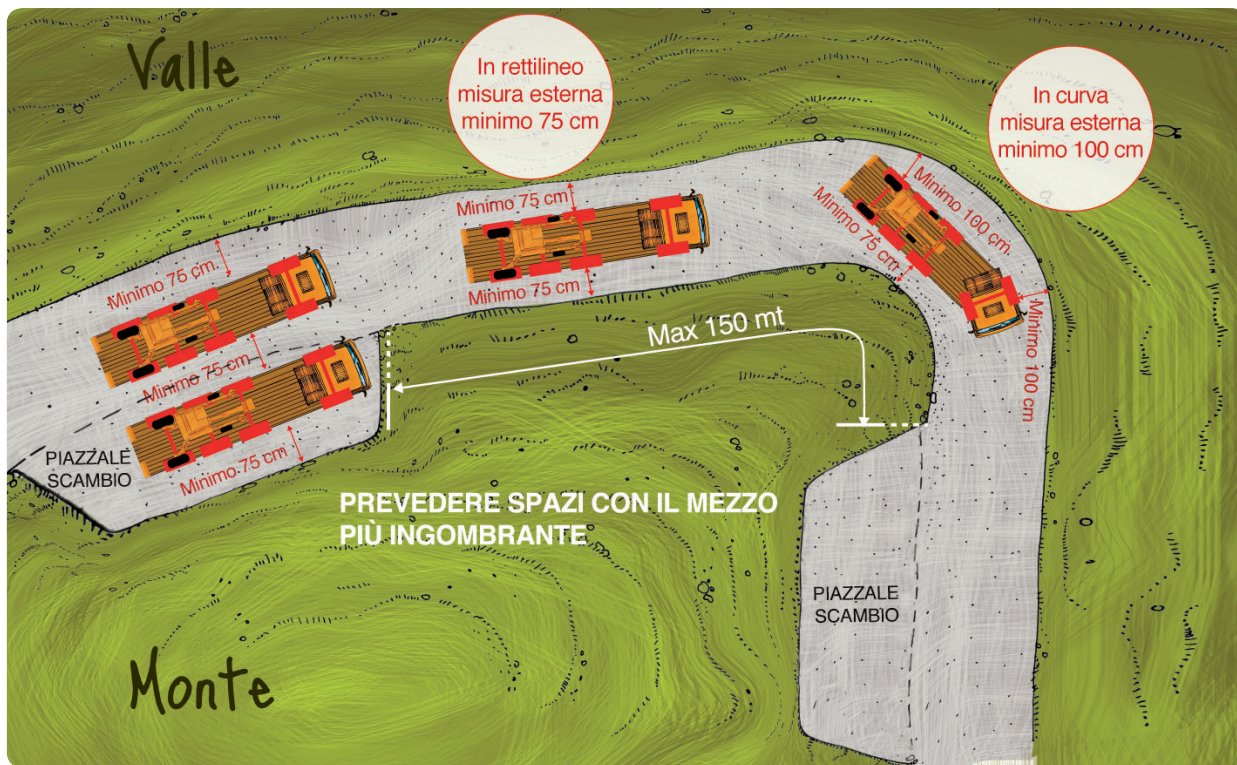 Valle
In rettilineo
misura esterna
minimo 75 cm
In curva
misura esterna
minimo 100 cm
Minimo 75 cm.
Minimo 75 cm
Minimo 75 cm
Minimo 75 cm
Minimo 75 cm
Minimo 75 cm
Minimo 100 cm.
Minimo 75 cm
Minimo 100 cm
Max 150 mt
PIAZZALE
SCAMBIO
PREVEDERE SPAZI CON IL MEZZO
PIÙ INGOMBRANTE
PIAZZALE
SCAMBIO
Monte